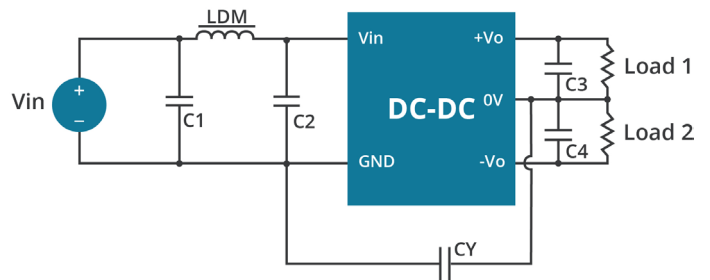 LDM
Vin
+
−
C1
C2
Vin
GND
DC-DC
+Vo
0V
-Vo
C3
C4
Load 1
Load 2
CY